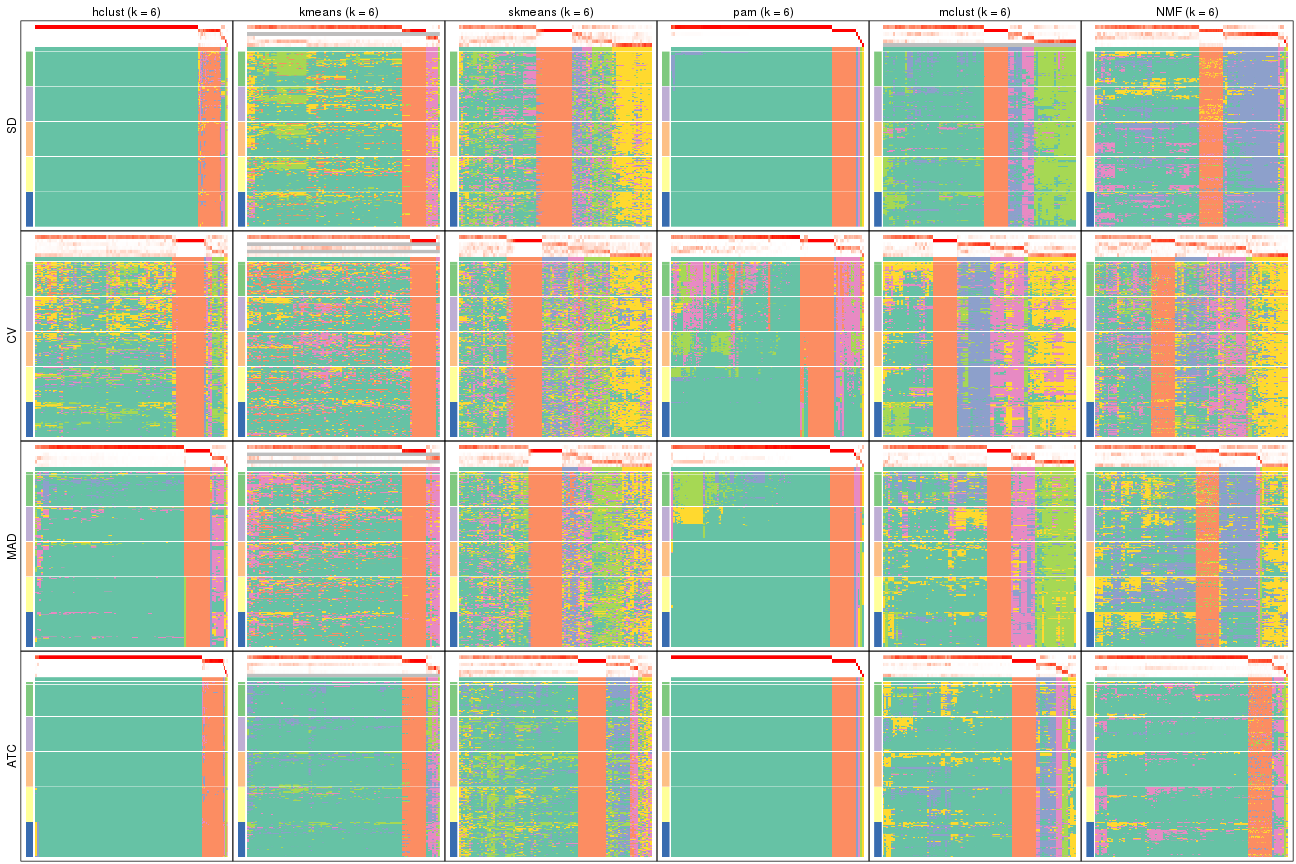 hclust (k = 6)
kmeans (k = 6)
skmeans (k = 6)
pam (k = 6)
mclust (k = 6)
NMF (k = 6)
SD
CV
MAD
ATC